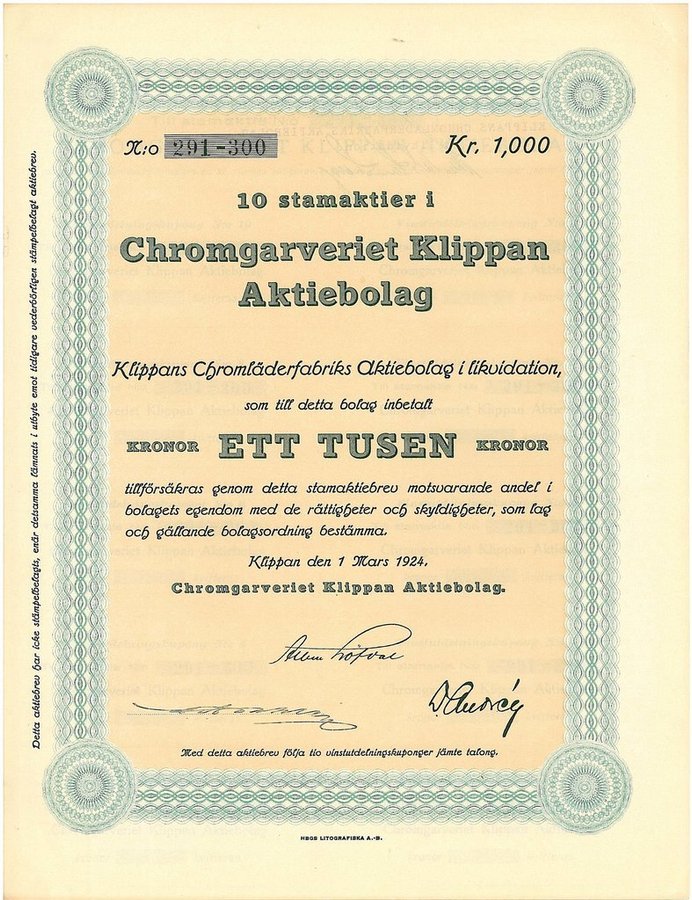 N:o 291-300
Kr. 1,000
10 stamaktier i
Chromgarveriet Klippan
Aktiebolag
Klippans Chromläderfabriks Aktiebolag i likvidation,
som till detta bolag inbetalt
KRONOR ETT TUSEN KRONOR
tillförsäkras genom detta stamaktiebrev motsvarande andel i
bolagets egendom med de rättigheter och skyldigheter, som lag
och gällande bolagsordning bestämma.
Klippan den 1 Mars 1924.
Chromgarveriet Klippan Aktiebolag.
Med detta aktiebrev följa tio vinstutdelningskuponger jämte talong.
HBGS LITOGRAFISKA A.-B.
Detta aktiebrev har icke stämpelbelagts, enär detsamma lämnats i utbyte emot tidigare vederbörligen stämpelbelagt aktiebrev.